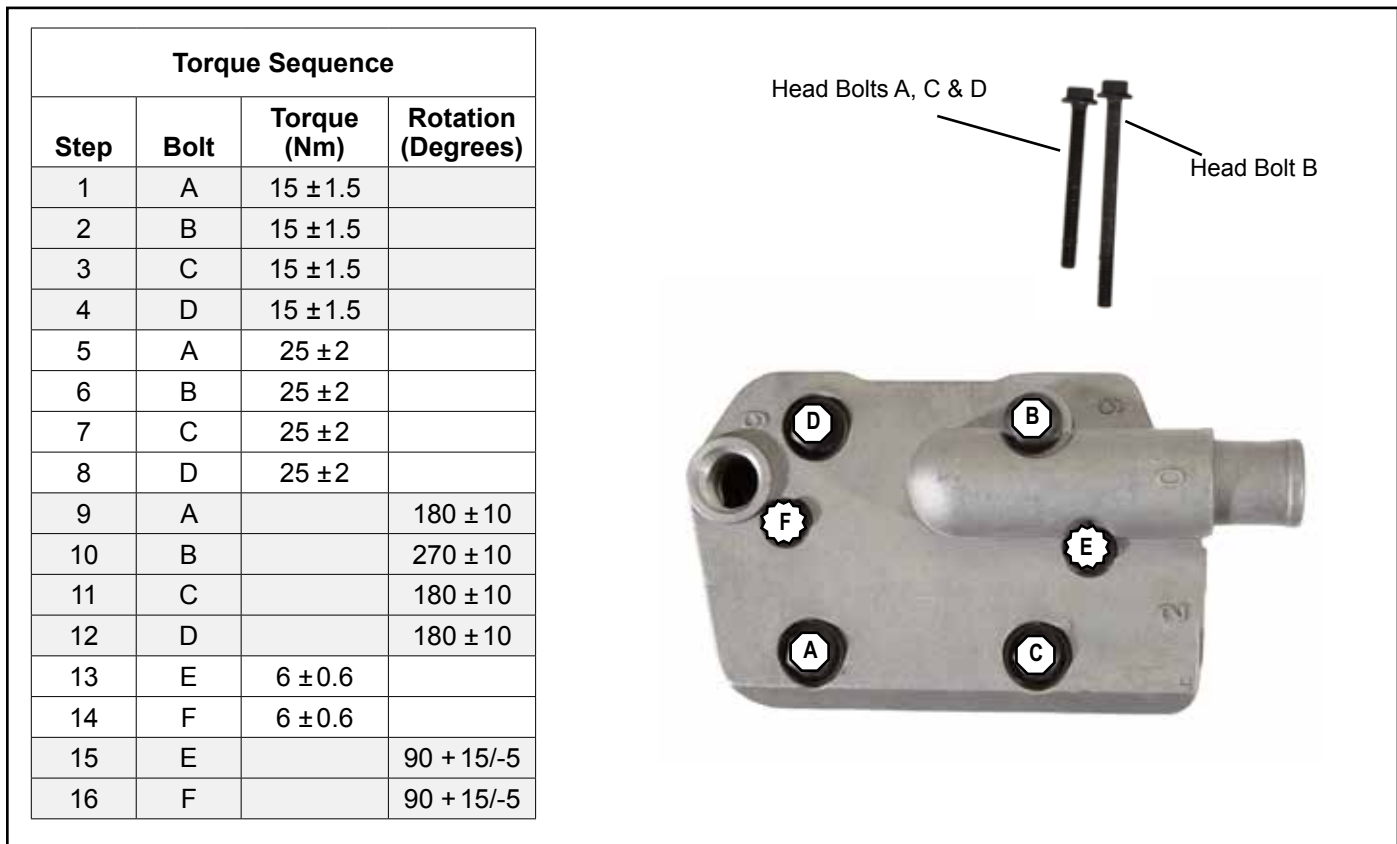 Torque Sequence
Step Bolt Torque (Nm) Rotation (Degrees)
1 A 15 ±1.5
2 B 15 ±1.5
3 C 15 ±1.5
4 D 15 ±1.5
5 A 25 ±2
6 B 25 ±2
7 C 25 ±2
8 D 25 ±2
9 A 180 ±10
10 B 270 ±10
11 C 180 ±10
12 D 180 ±10
13 E 6 ±0.6
14 F 6 ±0.6
15 E 90 +15/-5
16 F 90 +15/-5
Head Bolts A, C & D
Head Bolt B
D
B
F
E
A
C